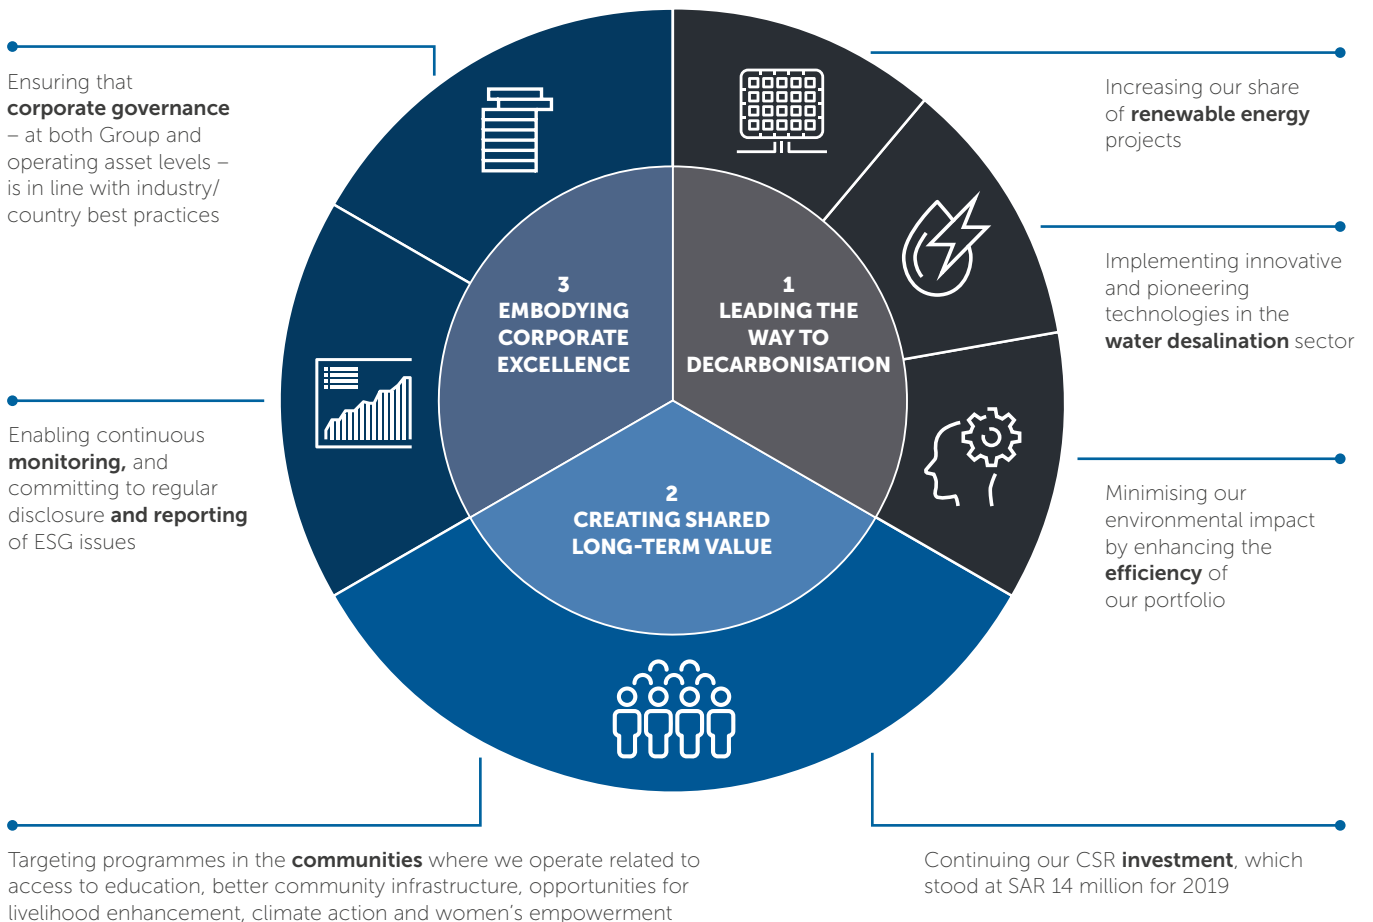 Ensuring that
corporate governance
– at both Group and
operating asset levels –
is in line with industry/
country best practices
Enabling continuous
monitoring, and
committing to regular
disclosure and reporting
of ESG issues
3
EMBODYING
CORPORATE
EXCELLENCE
1
LEADING THE
WAY TO
DECARBONISATION
2
CREATING SHARED
LONG-TERM VALUE
Increasing our share
of renewable energy
projects
Implementing innovative
and pioneering
technologies in the
water desalination sector
Minimising our
environmental impact
by enhancing the
efficiency of
our portfolio
Targeting programmes in the communities where we operate related to
access to education, better community infrastructure, opportunities for
livelihood enhancement, climate action and women's empowerment
Continuing our CSR investment, which
stood at SAR 14 million for 2019